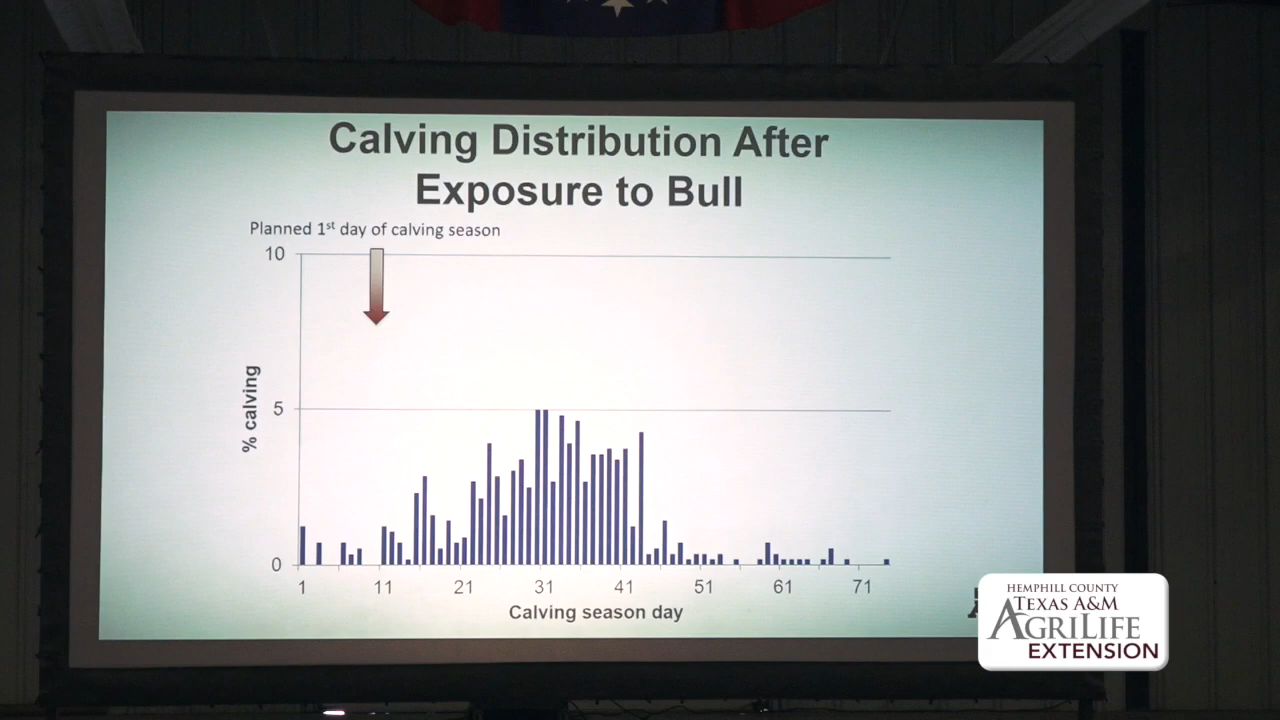 Calving Distribution After
Exposure to Bull
Planned 1st day of calving season
10
5
0
% calving
1 11 21 31 41 51 61 71
Calving season day
HEMPHILL COUNTY
TEXAS A&M
AGRILIFE
EXTENSION